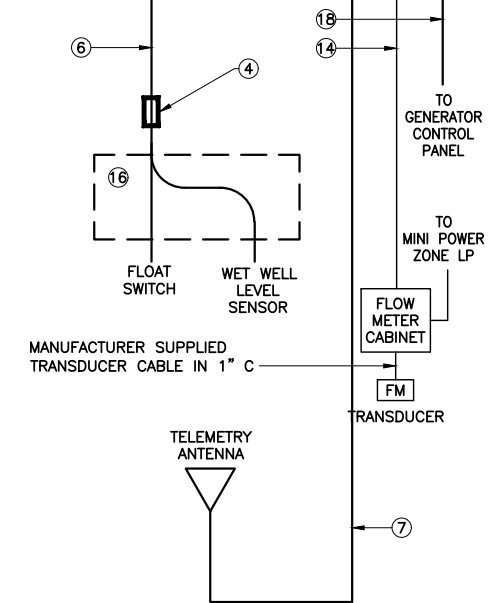 18
6
14
4
TO
GENERATOR
CONTROL
PANEL
16
TO
MINI POWER
ZONE LP
FLOAT
SWITCH
WET WELL
LEVEL
SENSOR
FLOW
METER
CABINET
MANUFACTURER SUPPLIED
TRANSDUCER CABLE IN 1" C
FM
TRANSDUCER
TELEMETRY
ANTENNA
7